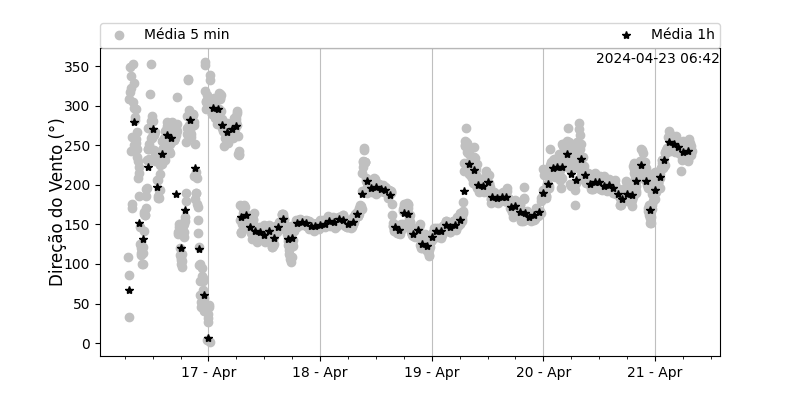 Média 5 min
Média 1h
2024-04-23 06:42
Direção do Vento (°)
350
300
250
200
150
100
50
0
17 - Apr
18 - Apr
19 - Apr
20 - Apr
21 - Apr